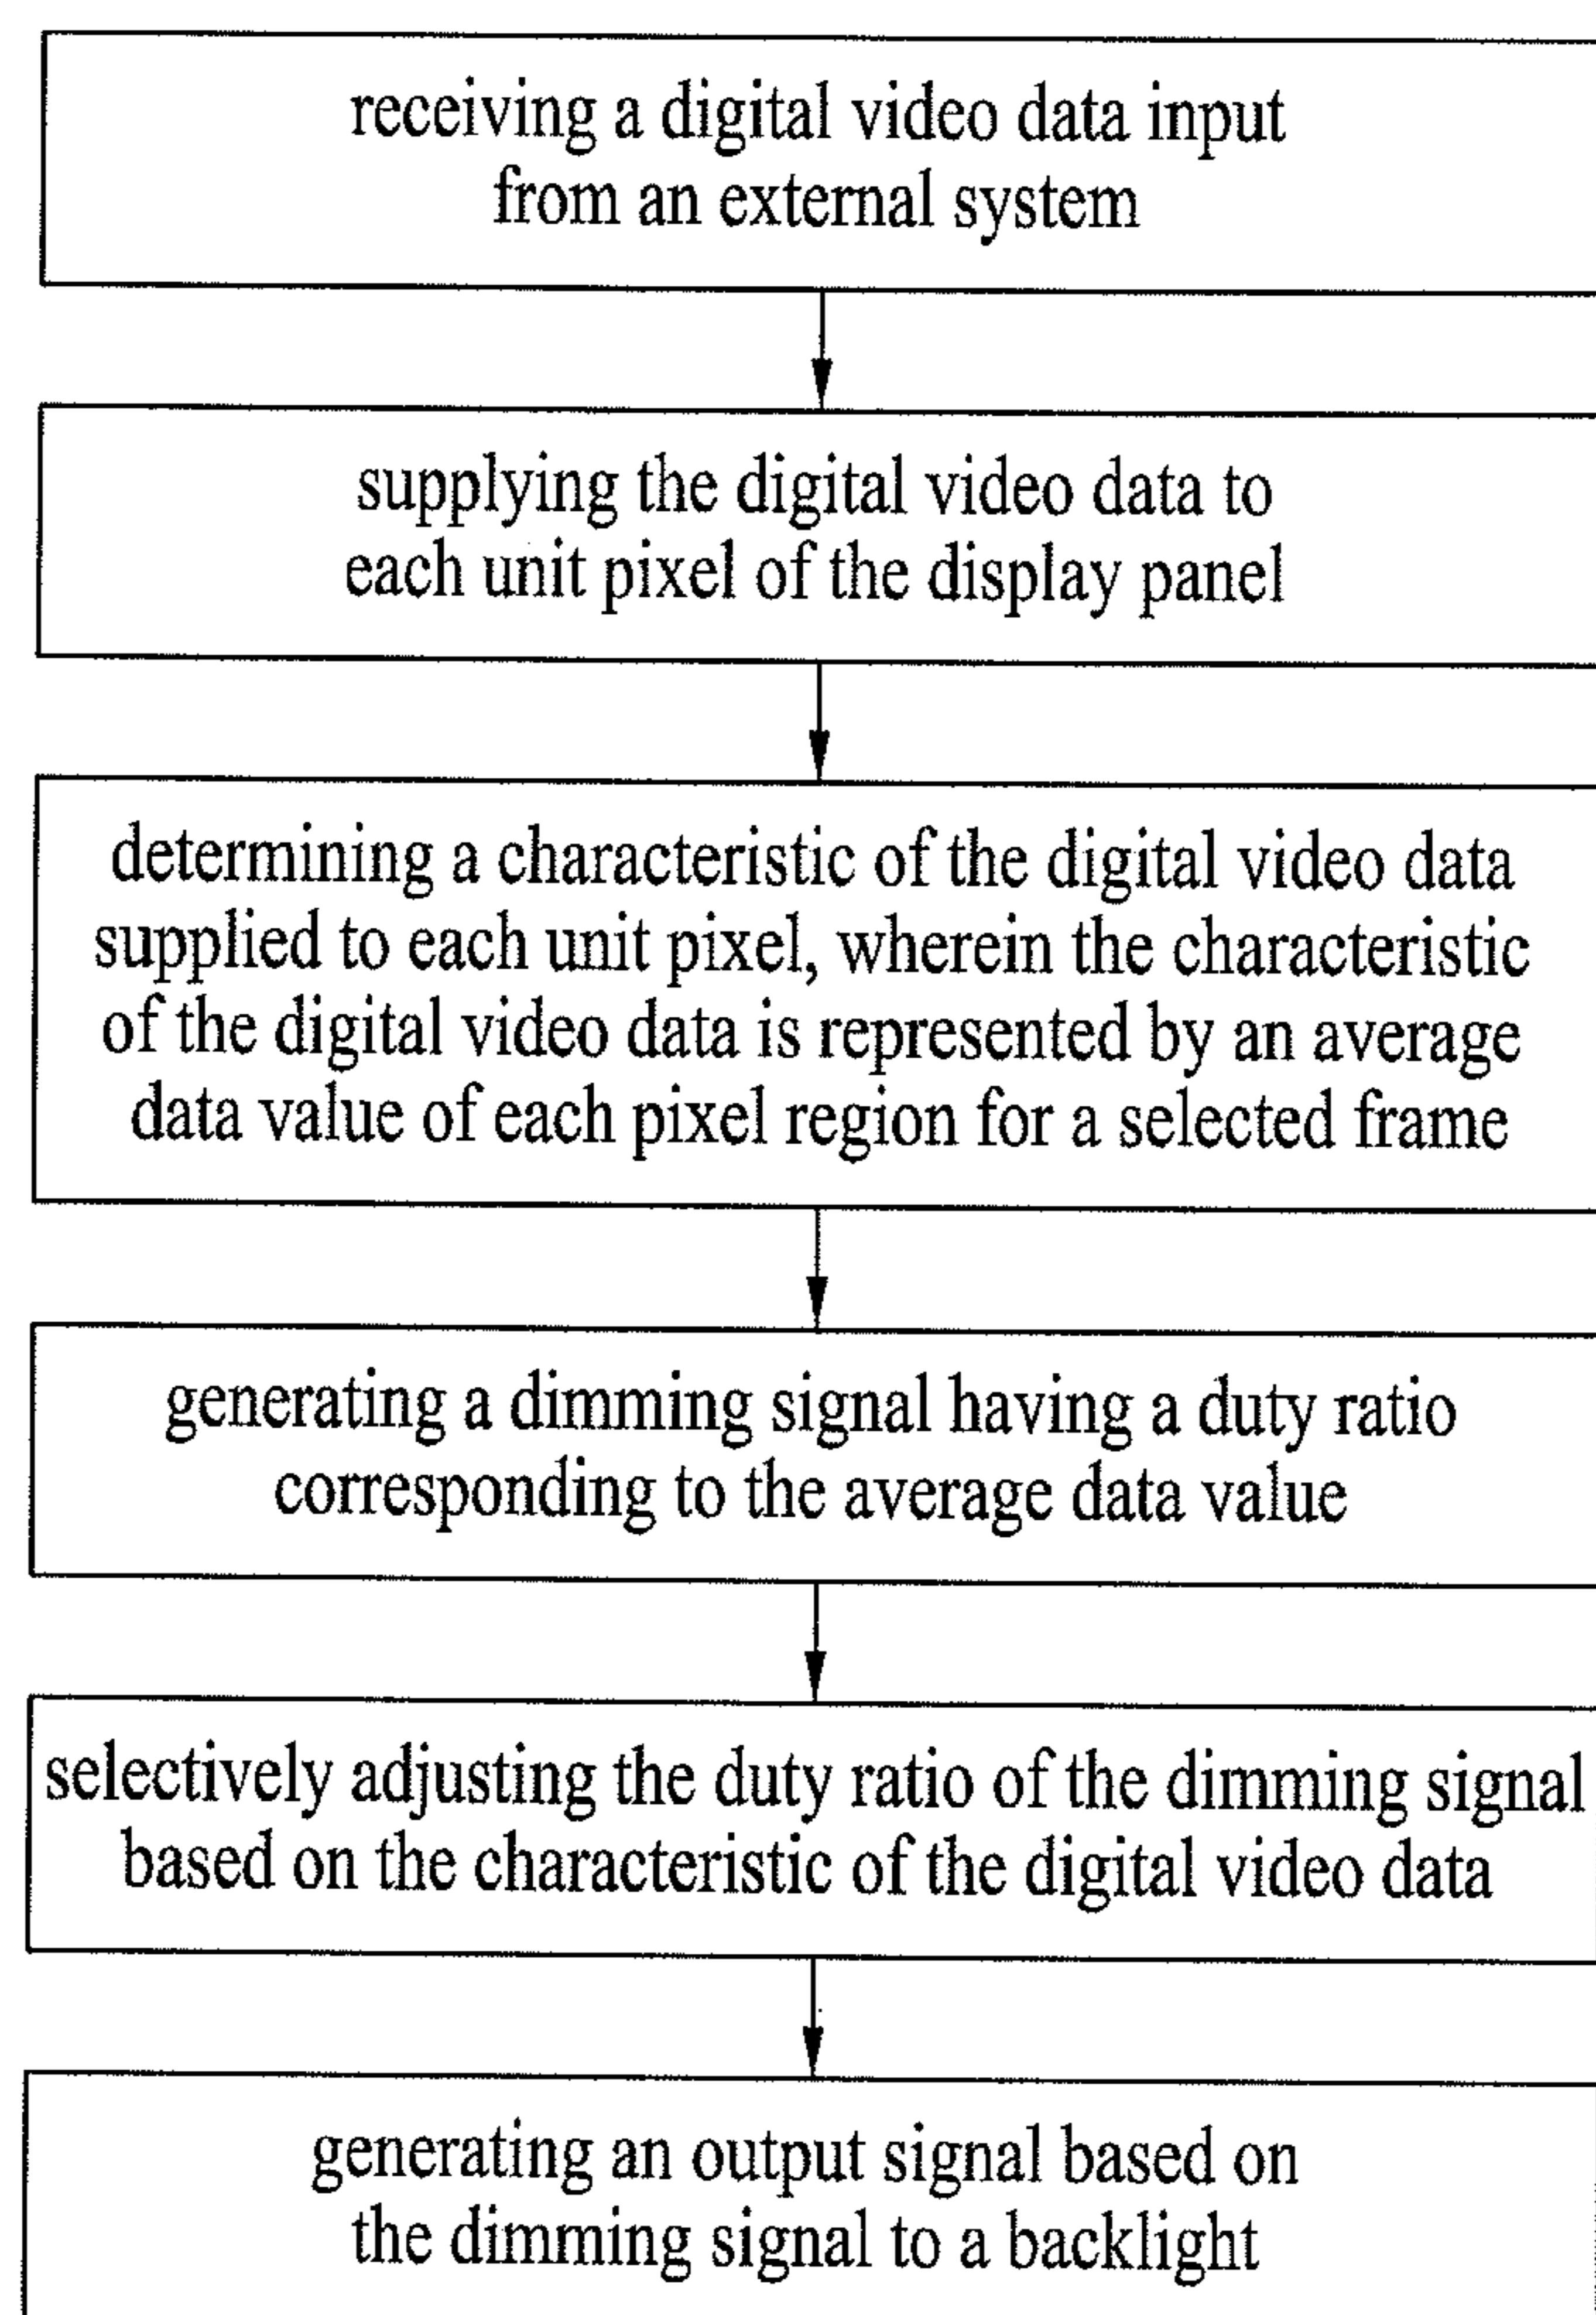 receiving a digital video data input
from an external system
supplying the digital video data to
each unit pixel of the display panel
determining a characteristic of the digital video data
supplied to each unit pixel, wherein the characteristic
of the digital video data is represented by an average
data value of each pixel region for a selected frame
generating a dimming signal having a duty ratio
corresponding to the average data value
selectively adjusting the duty ratio of the dimming signal
based on the characteristic of the digital video data
generating an output signal based on
the dimming signal to a backlight